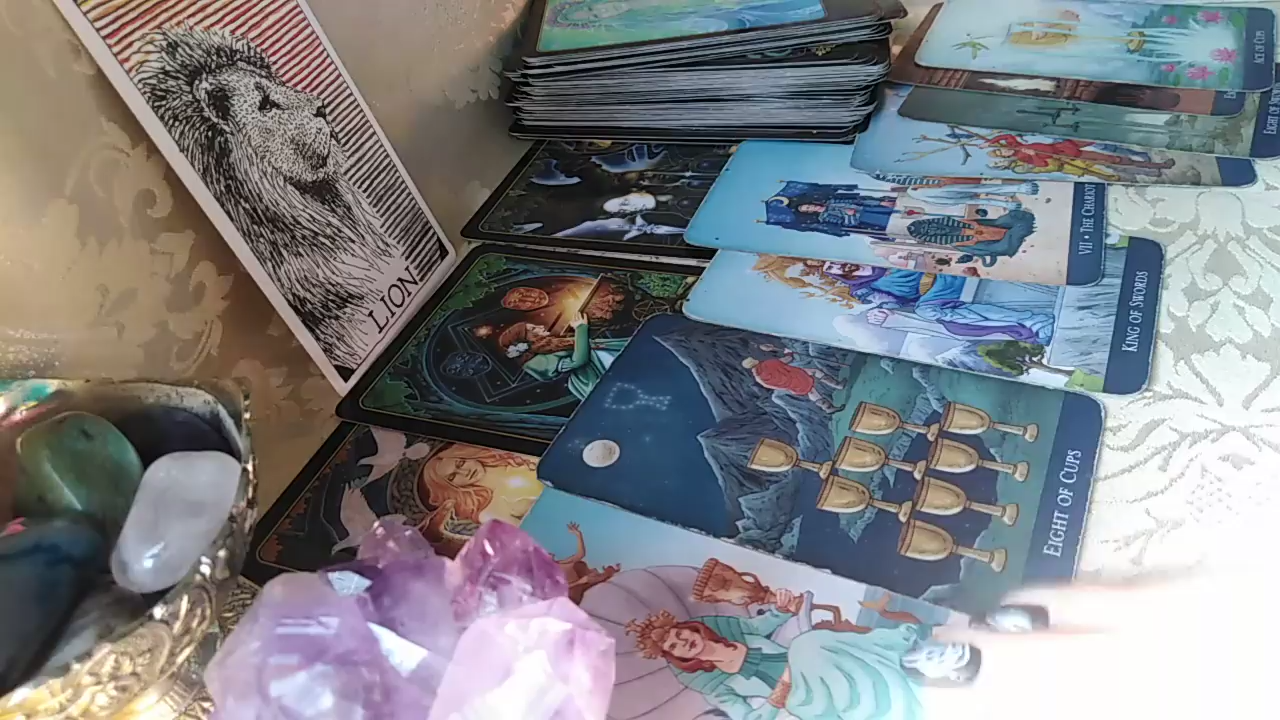 LION
ACE OF CUPS
VII • THE CHARIOT
KING OF SWORDS
EIGHT OF CUPS